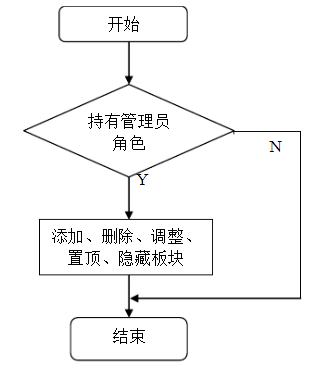 开始
持有管理员
角色
N
Y
添加、删除、调整、
置顶、隐藏板块
结束